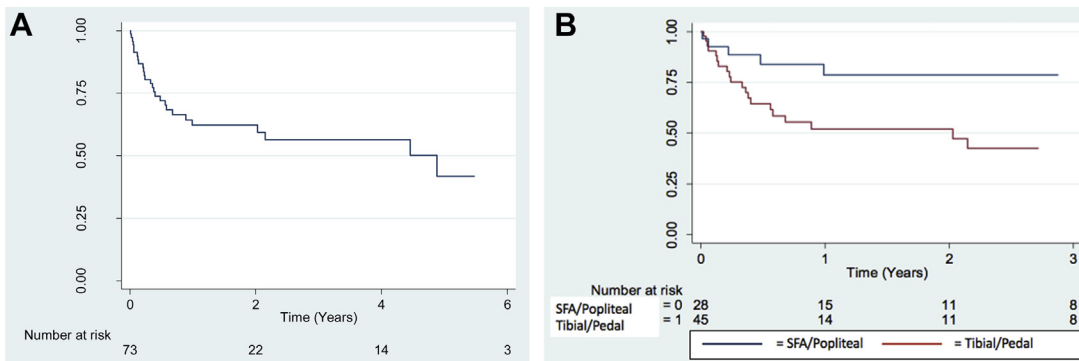 A
1.00
0.75
0.50
0.25
0.00
0 2 4 6
Time (Years)
Number at risk
73 22 14 3
B
1.00
0.75
0.50
0.25
0.00
0 1 2 3
Time (Years)
Number at risk
SFA/Popliteal = 0 28 15 11 8
Tibial/Pedal = 1 45 14 11 8
= SFA/Popliteal = Tibial/Pedal